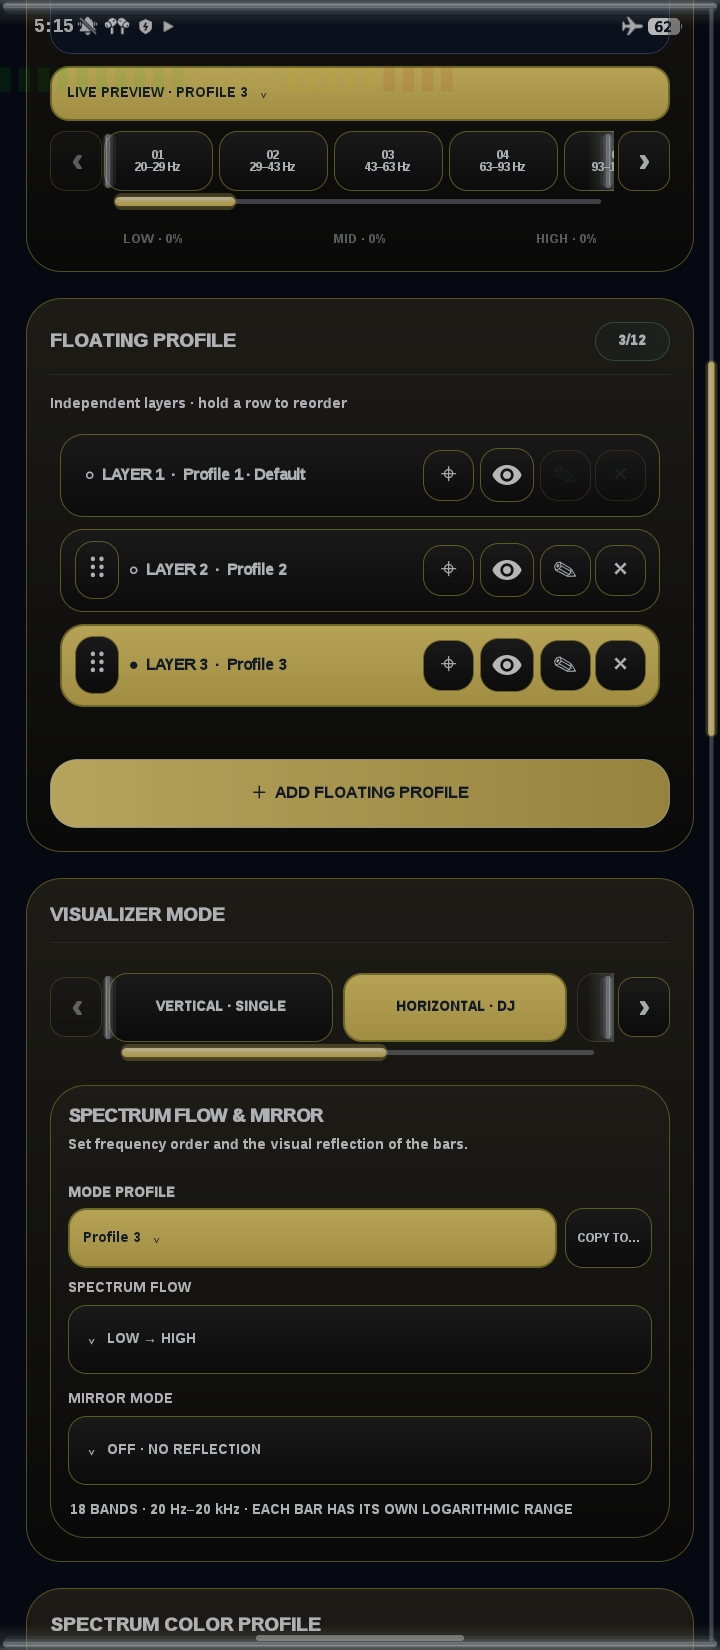 5:15
62
LIVE PREVIEW · PROFILE 3 ˅
‹
01
20–29 Hz
02
29–43 Hz
03
43–63 Hz
04
63–93 Hz
›
LOW · 0%
MID · 0%
HIGH · 0%
FLOATING PROFILE
3/12
Independent layers · hold a row to reorder
○ LAYER 1 · Profile 1 · Default
○ LAYER 2 · Profile 2
● LAYER 3 · Profile 3
+ ADD FLOATING PROFILE
VISUALIZER MODE
‹ VERTICAL · SINGLE
HORIZONTAL · DJ
›
SPECTRUM FLOW & MIRROR
Set frequency order and the visual reflection of the bars.
MODE PROFILE
Profile 3 ˅
COPY TO...
SPECTRUM FLOW
˅ LOW → HIGH
MIRROR MODE
˅ OFF · NO REFLECTION
18 BANDS · 20 Hz–20 kHz · EACH BAR HAS ITS OWN LOGARITHMIC RANGE
SPECTRUM COLOR PROFILE